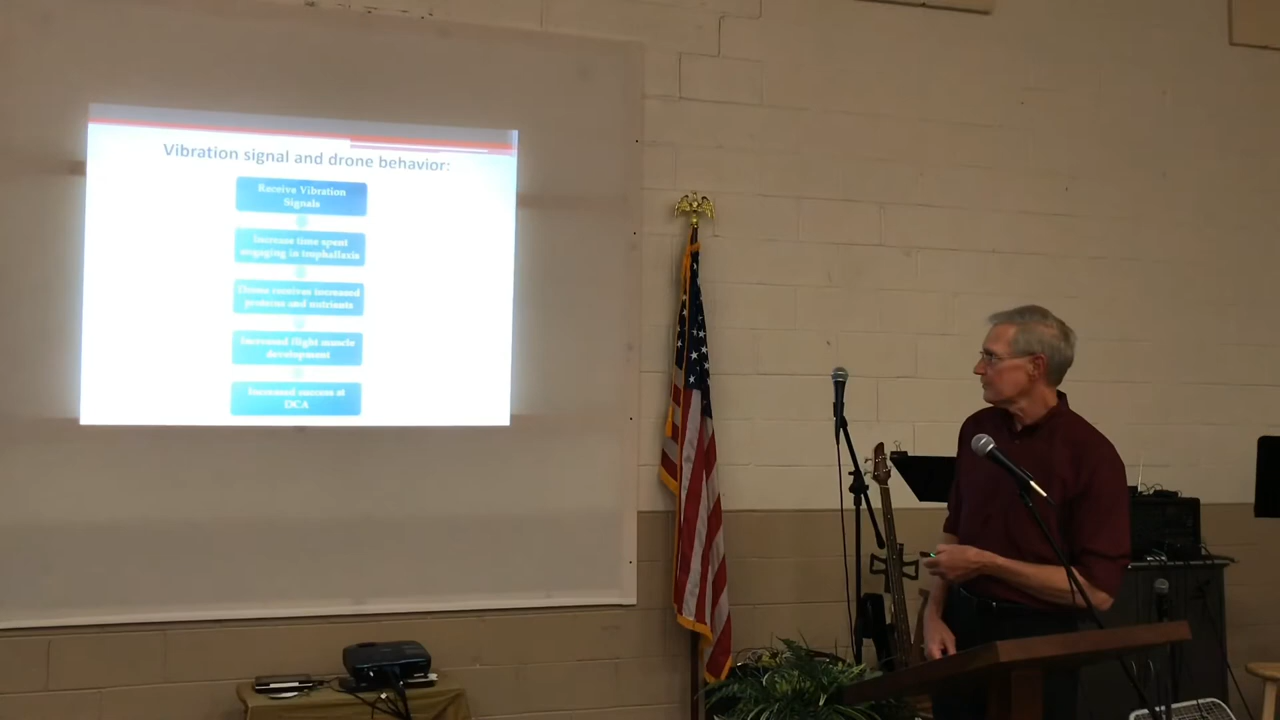 Vibration signal and drone behavior:
Receive Vibration
Signals
Increase time spent
engaging in trophallaxis
Drone receives increased
proteins and nutrients
Increased flight muscle
development
Increased success at
DCA